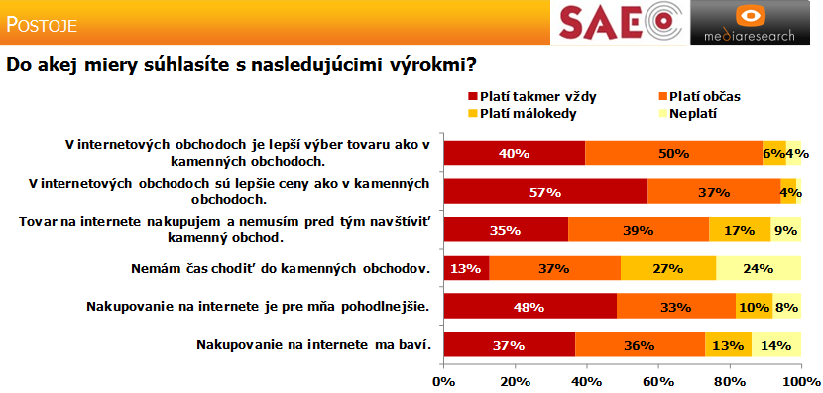 POSTOJE
SAEC
mediaresearch
Do akej miery súhlasíte s nasledujúcimi výrokmi?
Platí takmer vždy
Platí občas
Platí málokedy
Neplatí
V internetových obchodoch je lepší výber tovaru ako v
kamenných obchodoch.
40% 50% 6% 4%
V internetových obchodoch sú lepšie ceny ako v kamenných
obchodoch.
57% 37% 4%
Tovar na internete nakupujem a nemusím pred tým navštíviť
kamenný obchod.
35% 39% 17% 9%
Nemám čas chodiť do kamenných obchodov.
13% 37% 27% 24%
Nakupovanie na internete je pre mňa pohodlnejšie.
48% 33% 10% 8%
Nakupovanie na internete ma baví.
37% 36% 13% 14%
0% 20% 40% 60% 80% 100%